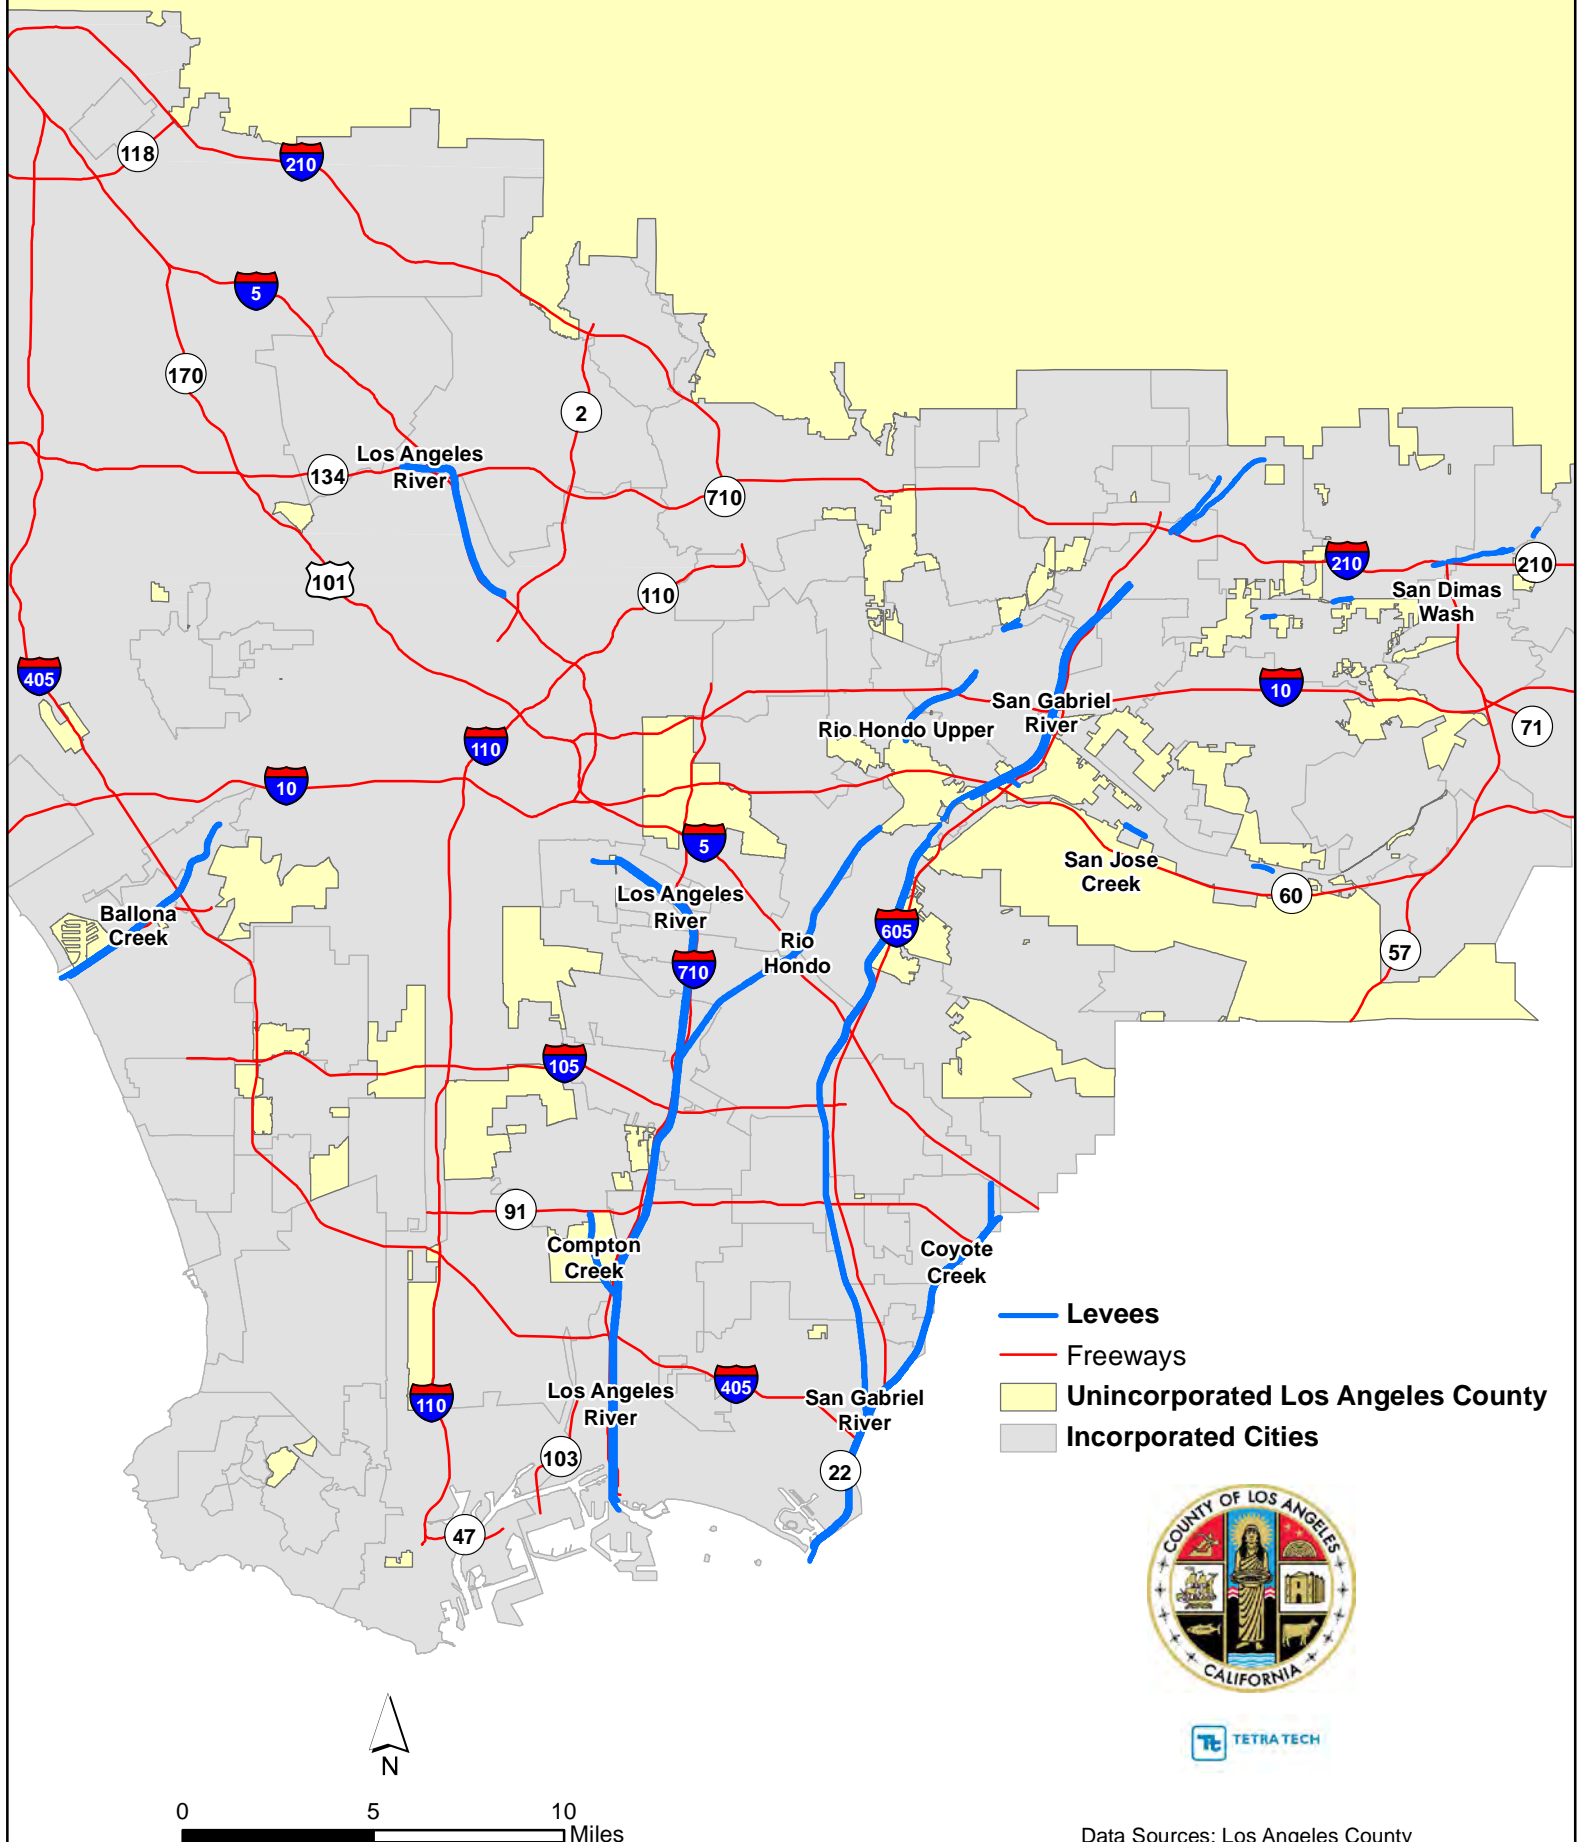 118
210
5
170
2
134
Los Angeles
River
710
101
110
210
210
San Dimas
Wash
405
10
San Gabriel
River
Rio Hondo Upper
71
110
10
5
San Jose
Creek
60
Los Angeles
River
Ballona
Creek
605
Rio
Hondo
57
710
105
91
Compton
Creek
Coyote
Creek
Levees
Freeways
Unincorporated Los Angeles County
Incorporated Cities
405
110
Los Angeles
River
San Gabriel
River
103
22
47
COUNTY OF LOS ANGELES
CALIFORNIA
Tt TETRA TECH
N
0 5 10
Miles
Data Sources: Los Angeles County